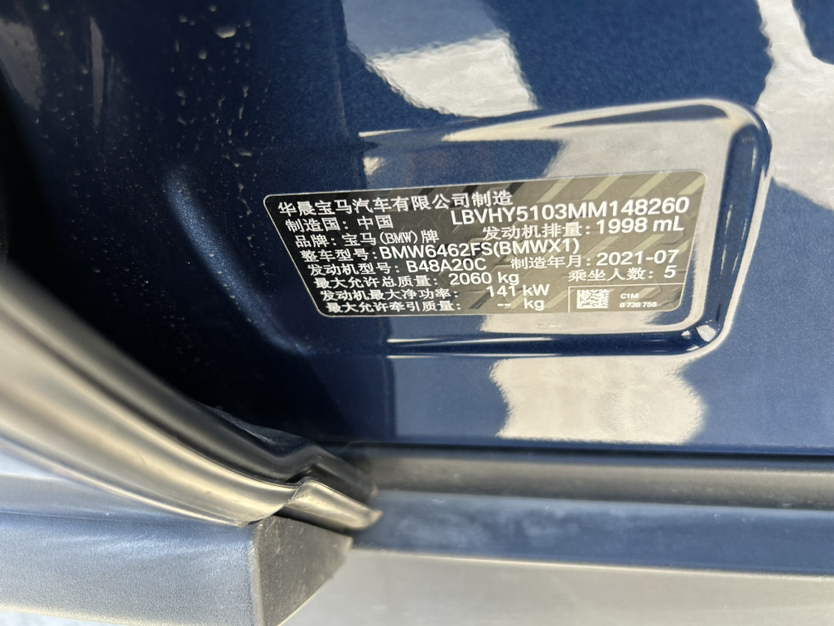 华晨宝马汽车有限公司制造
制造国：中国 LBVHY5103MM148260
品牌：宝马(BMW)牌 发动机排量：1998 mL
整车型号：BMW6462FS(BMWX1)
发动机型号：B48A20C 制造年月：2021-07
最大允许总质量：2060 kg 乘坐人数：5
发动机最大净功率：141 kW
最大允许牵引质量：-- kg
C1M
6 738 756